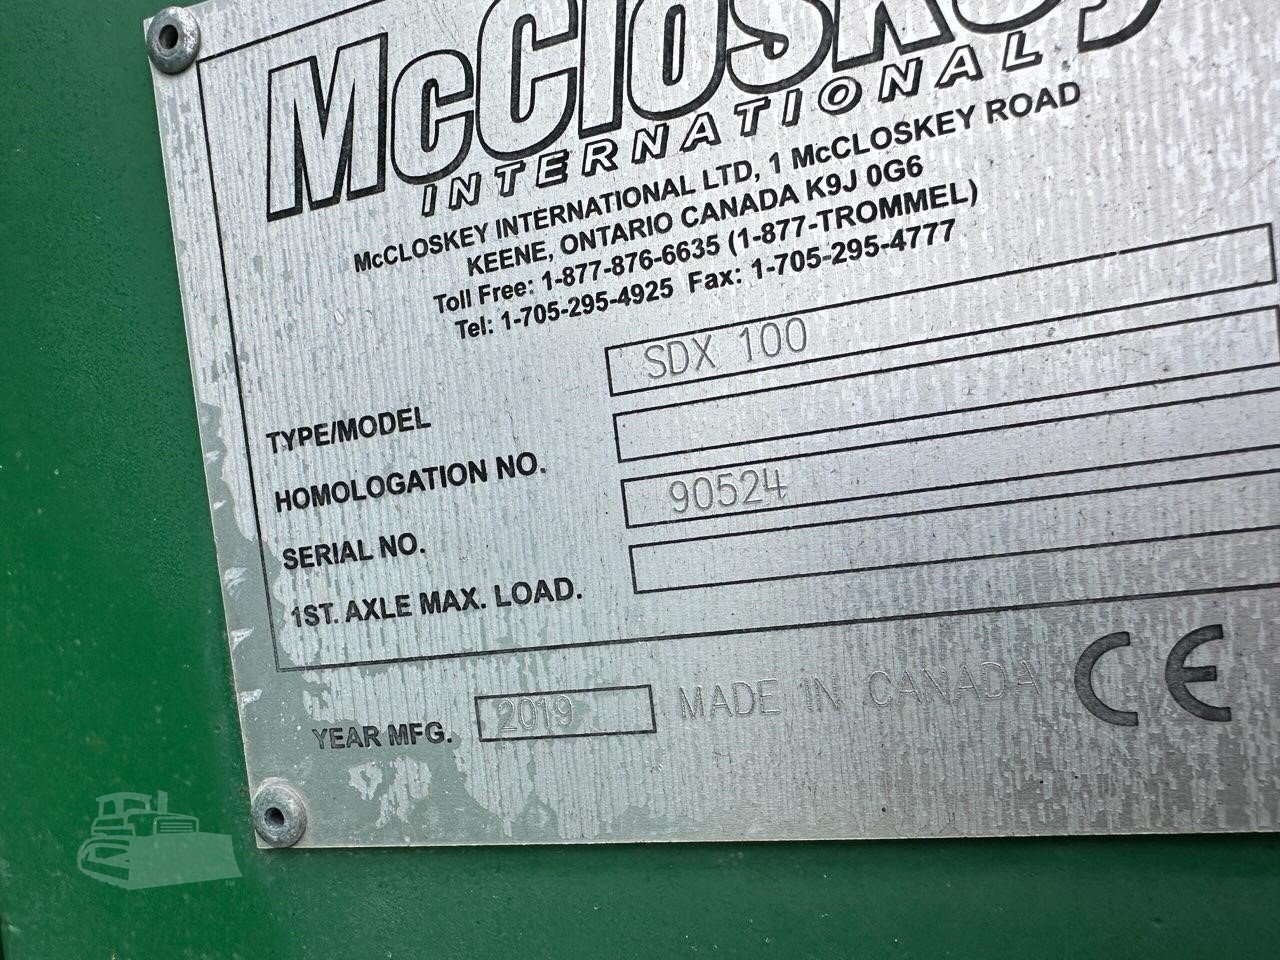 McCloskey
INTERNATIONAL
McCLOSKEY INTERNATIONAL LTD, 1 McCLOSKEY ROAD
KEENE, ONTARIO CANADA K9J 0G6
Toll Free: 1-877-876-6635 (1-877-TROMMEL)
Tel: 1-705-295-4925 Fax: 1-705-295-4777
TYPE/MODEL SDX 100
HOMOLOGATION NO.
SERIAL NO. 90524
1ST. AXLE MAX. LOAD.
YEAR MFG. 2019 MADE IN CANADA CE
TM